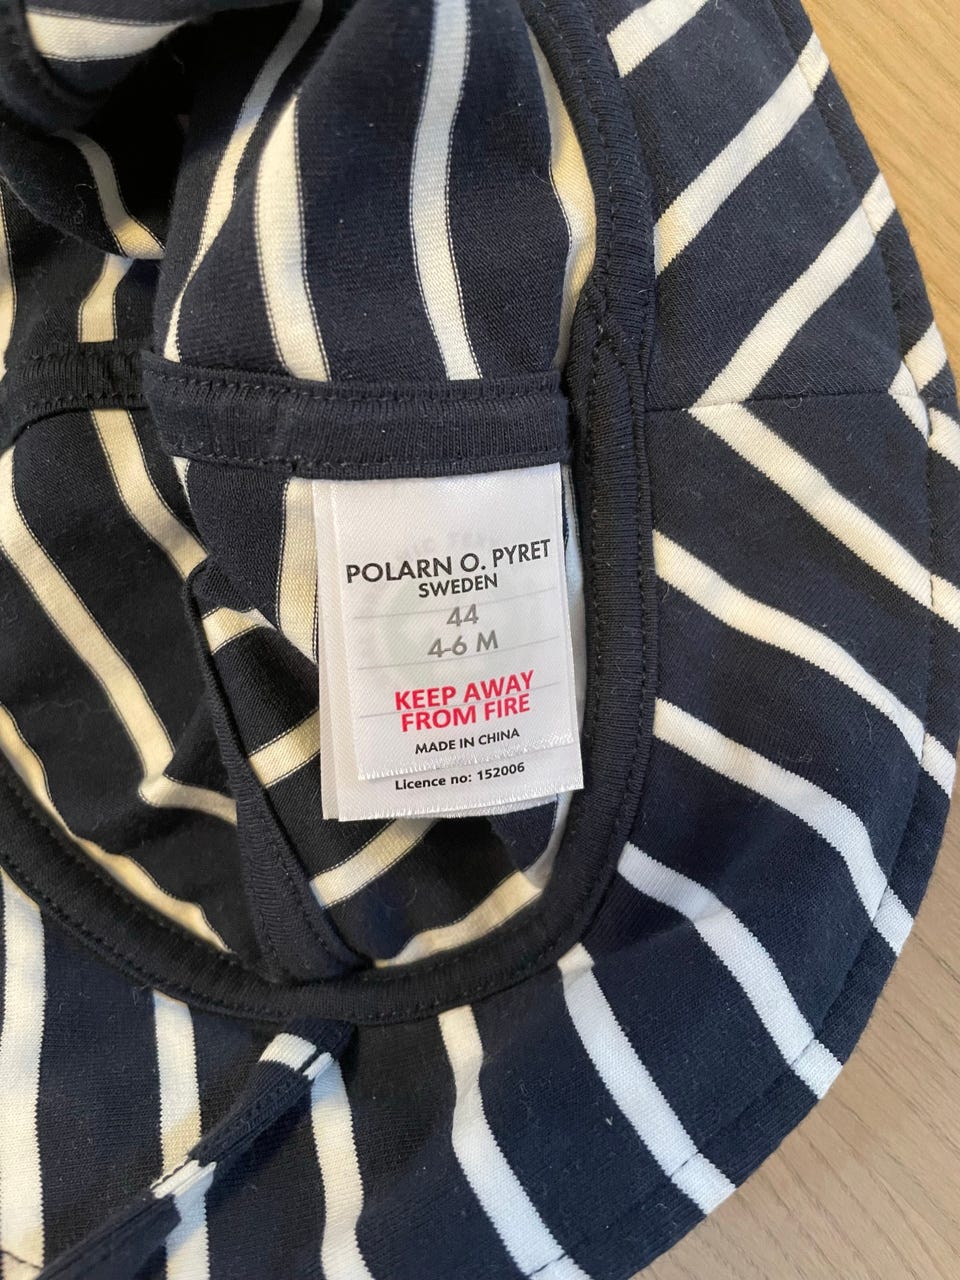 POLARN O. PYRET
SWEDEN
44
4-6 M
KEEP AWAY
FROM FIRE
MADE IN CHINA
Licence no: 152006